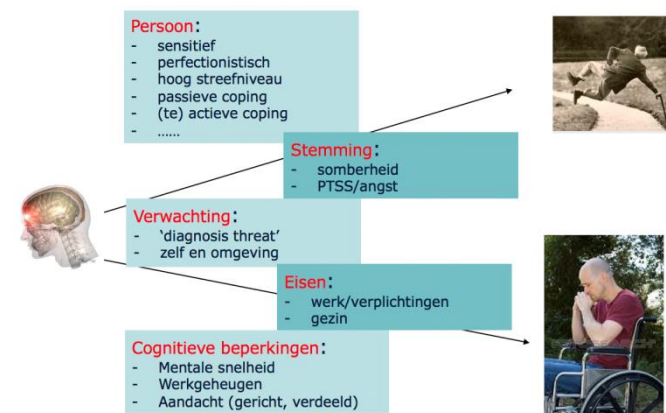 Persoon:
- sensitief
- perfectionistisch
- hoog streefniveau
- passieve coping
- (te) actieve coping
- ......
Stemming:
- somberheid
- PTSS/angst
Verwachting:
- ‘diagnosis threat’
- zelf en omgeving
Eisen:
- werk/verplichtingen
- gezin
Cognitieve beperkingen:
- Mentale snelheid
- Werkgeheugen
- Aandacht (gericht, verdeeld)